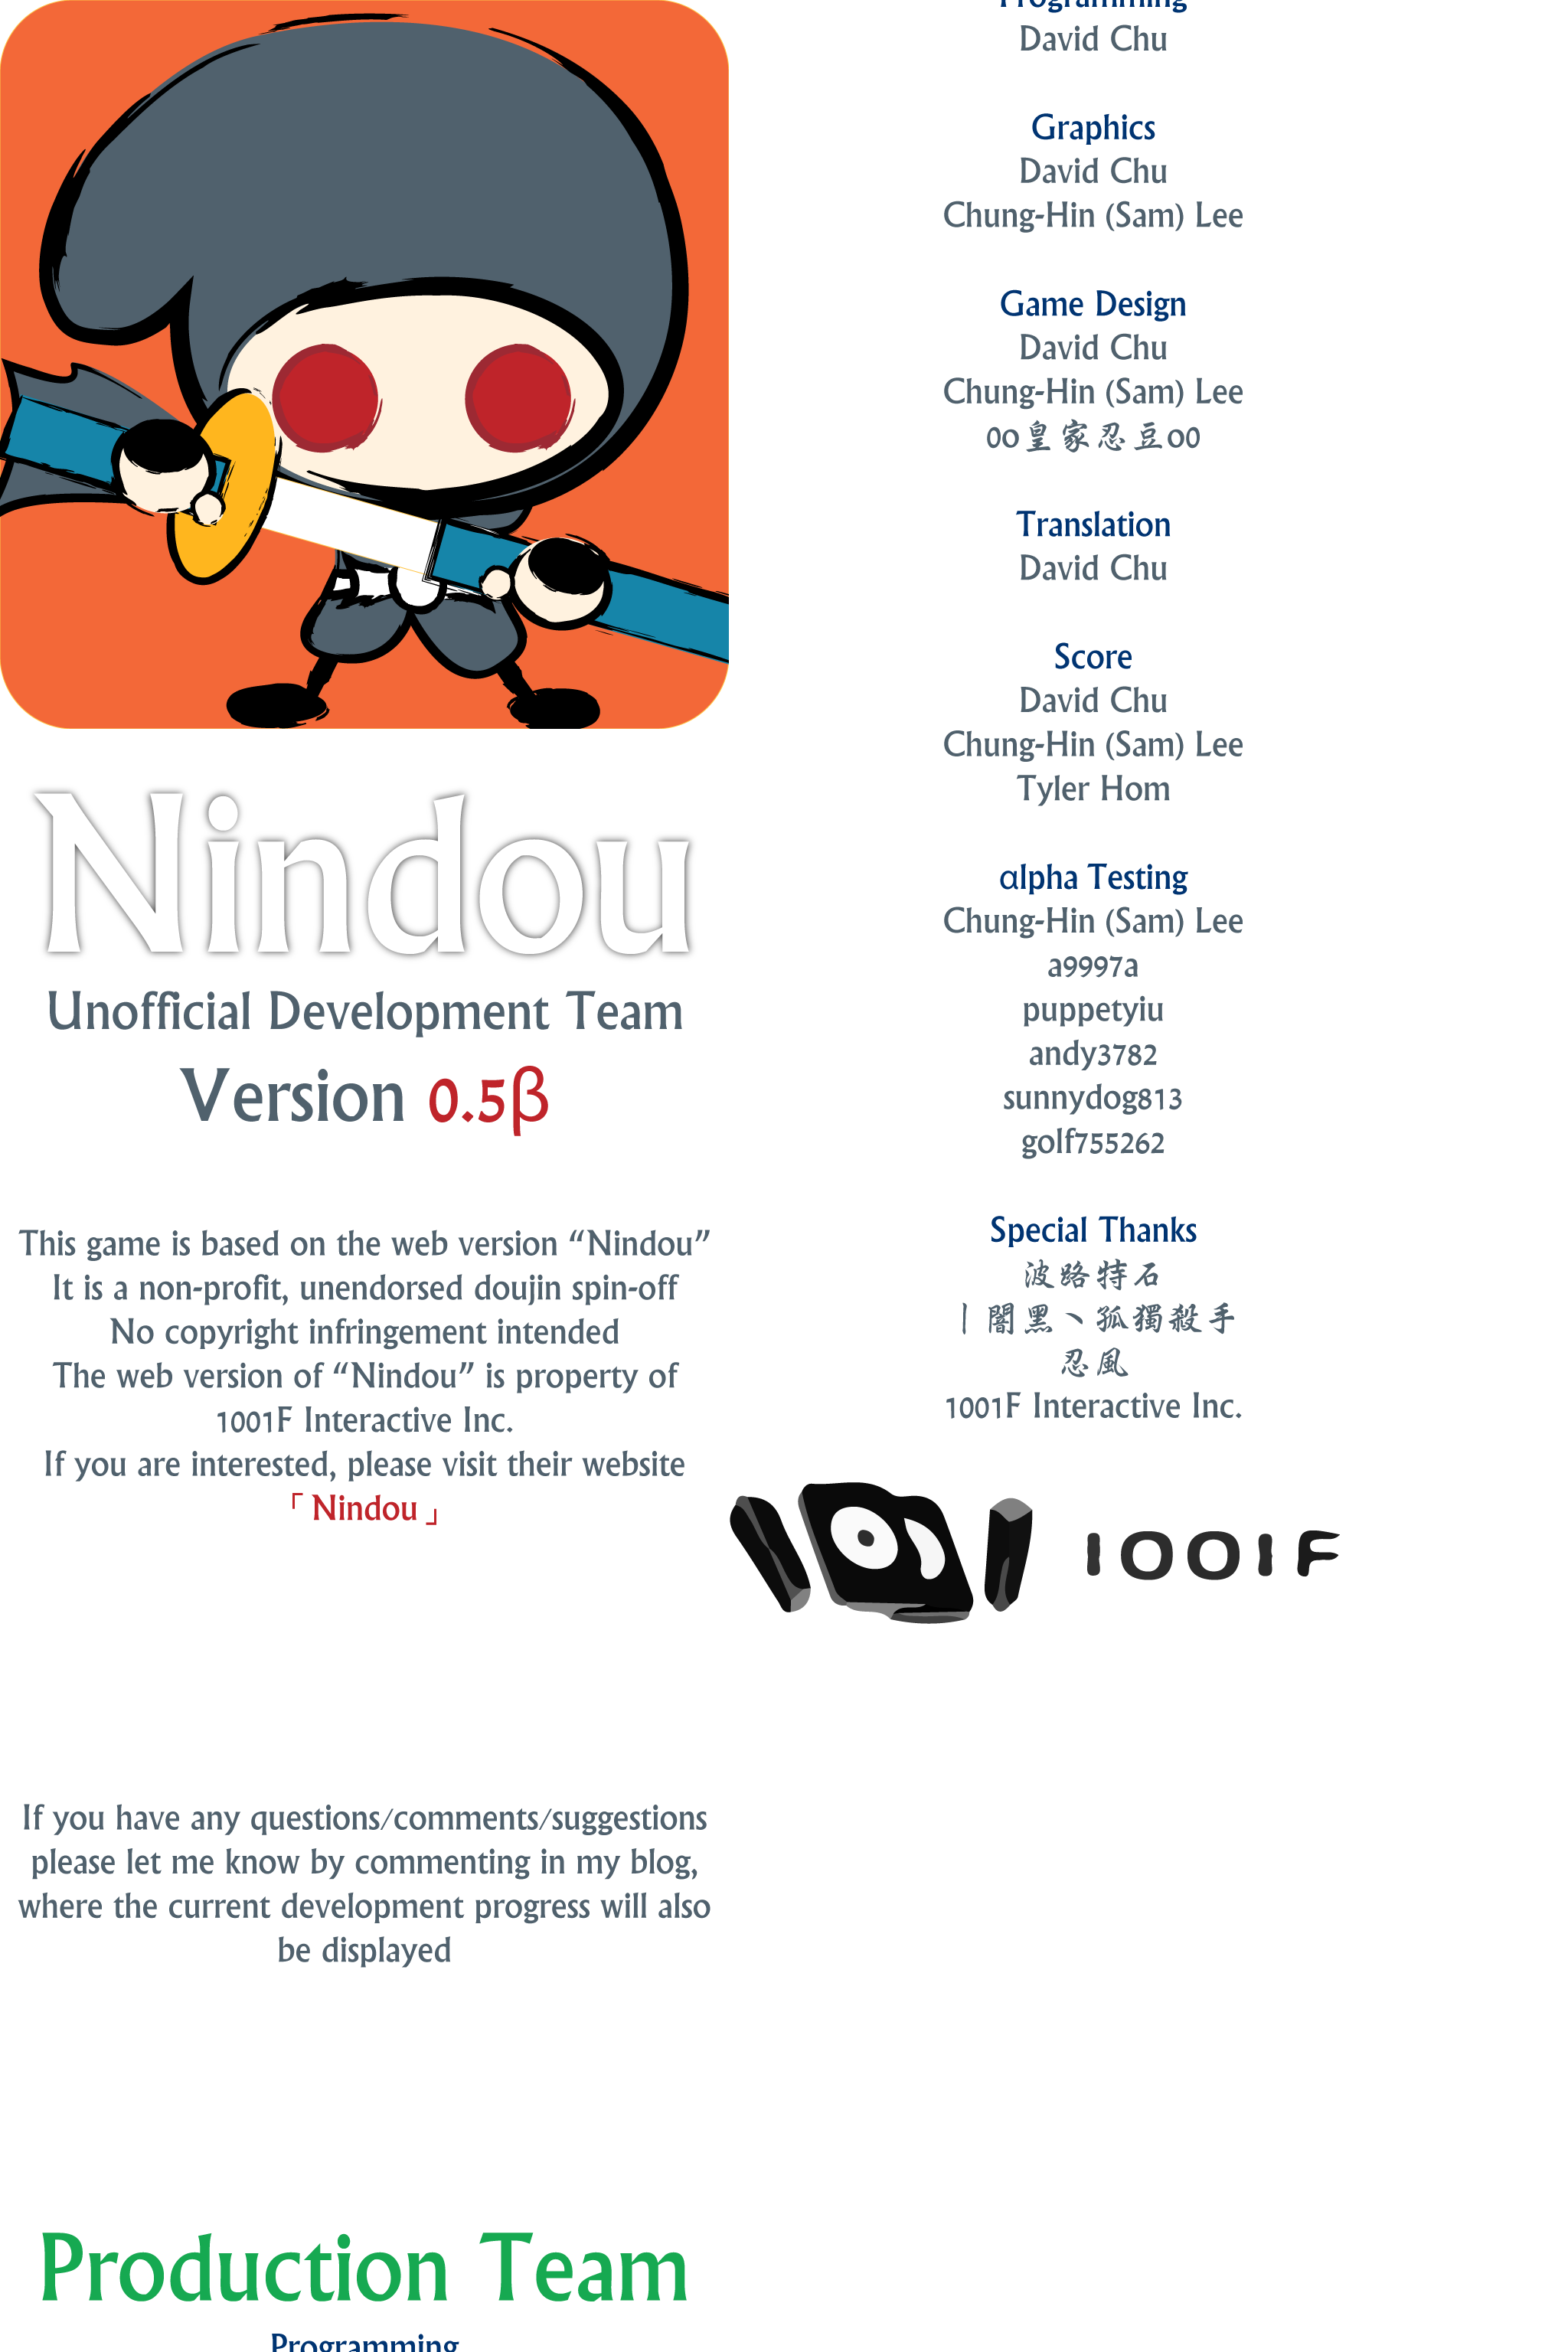 Nindou
Unofficial Development Team
Version 0.5β
This game is based on the web version “Nindou”
It is a non-profit, unendorsed doujin spin-off
No copyright infringement intended
The web version of “Nindou” is property of
1001F Interactive Inc.
If you are interested, please visit their website
「Nindou」
If you have any questions/comments/suggestions
please let me know by commenting in my blog,
where the current development progress will also
be displayed
Production Team
Programming
Programming
David Chu
Graphics
David Chu
Chung-Hin (Sam) Lee
Game Design
David Chu
Chung-Hin (Sam) Lee
0o皇家忍豆o0
Translation
David Chu
Score
David Chu
Chung-Hin (Sam) Lee
Tyler Hom
αlpha Testing
Chung-Hin (Sam) Lee
a9997a
puppetyiu
andy3782
sunnydog813
golf755262
Special Thanks
波路特石
丨闇黑丶孤獨殺手
忍風
1001F Interactive Inc.
1001F